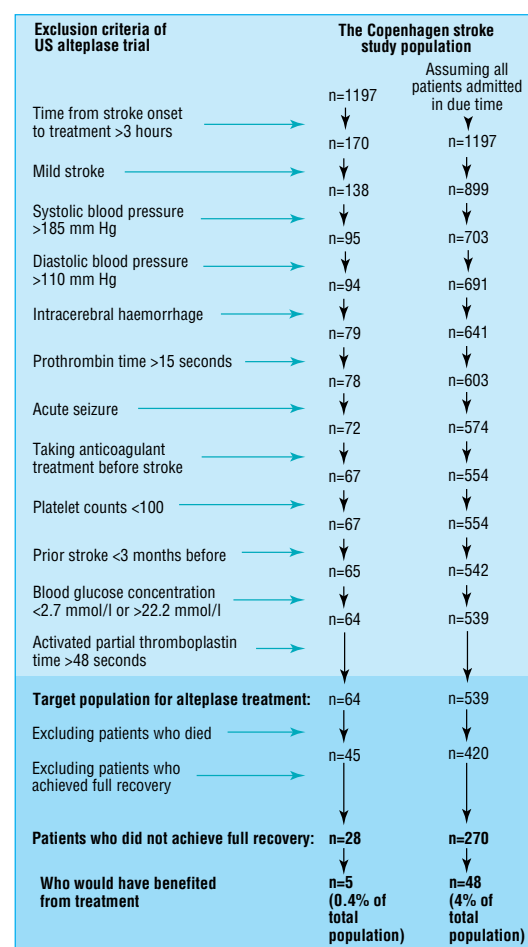 Exclusion criteria of
US alteplase trial
The Copenhagen stroke
study population
Assuming all
patients admitted
in due time
n=1197
Time from stroke onset
to treatment >3 hours
n=170
n=1197
Mild stroke
n=138
n=899
Systolic blood pressure
>185 mm Hg
n=95
n=703
Diastolic blood pressure
>110 mm Hg
n=94
n=691
Intracerebral haemorrhage
n=79
n=641
Prothrombin time >15 seconds
n=78
n=603
Acute seizure
n=72
n=574
Taking anticoagulant
treatment before stroke
n=67
n=554
Platelet counts <100
n=67
n=554
Prior stroke <3 months before
n=65
n=542
Blood glucose concentration
<2.7 mmol/l or >22.2 mmol/l
n=64
n=539
Activated partial thromboplastin
time >48 seconds
Target population for alteplase treatment:
n=64
n=539
Excluding patients who died
n=45
n=420
Excluding patients who
achieved full recovery
Patients who did not achieve full recovery:
n=28
n=270
Who would have benefited
from treatment
n=5
(0.4% of
total
population)
n=48
(4% of
total
population)